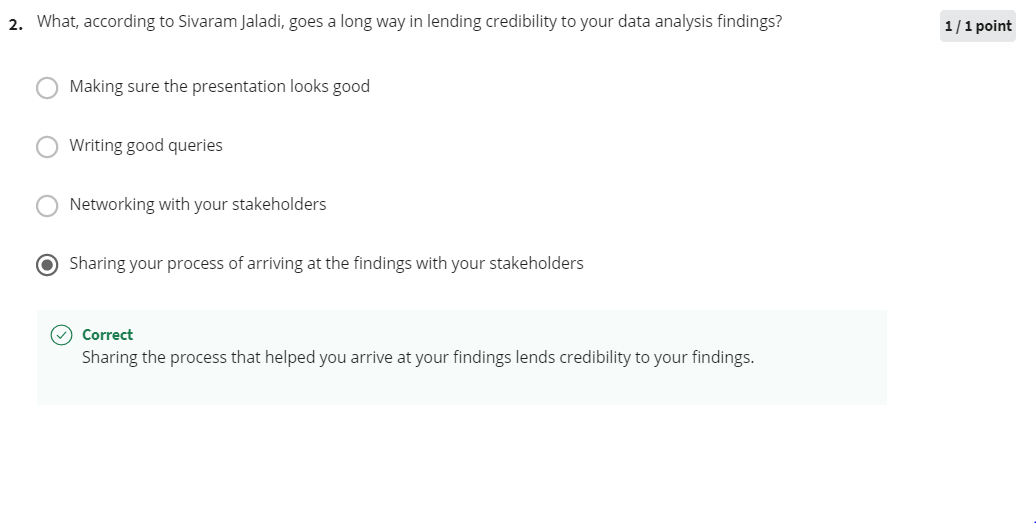 2. What, according to Sivaram Jaladi, goes a long way in lending credibility to your data analysis findings?
1 / 1 point
Making sure the presentation looks good
Writing good queries
Networking with your stakeholders
Sharing your process of arriving at the findings with your stakeholders
Correct
Sharing the process that helped you arrive at your findings lends credibility to your findings.